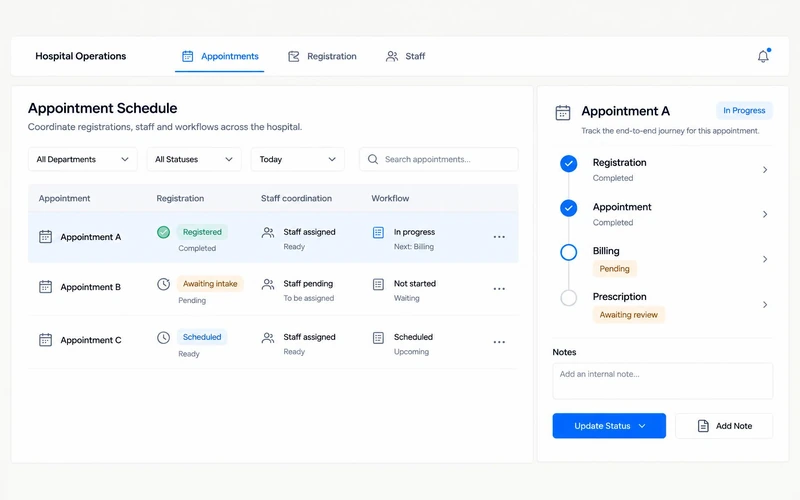 Hospital Operations
Appointments
Registration
Staff
Appointment Schedule
Coordinate registrations, staff and workflows across the hospital.
All Departments
All Statuses
Today
Search appointments...
Appointment
Registration
Staff coordination
Workflow
Appointment A
Registered
Completed
Staff assigned
Ready
In progress
Next: Billing
Appointment B
Awaiting intake
Pending
Staff pending
To be assigned
Not started
Waiting
Appointment C
Scheduled
Ready
Staff assigned
Ready
Scheduled
Upcoming
Appointment A
In Progress
Track the end-to-end journey for this appointment.
Registration
Completed
Appointment
Completed
Billing
Pending
Prescription
Awaiting review
Notes
Add an internal note...
Update Status
Add Note